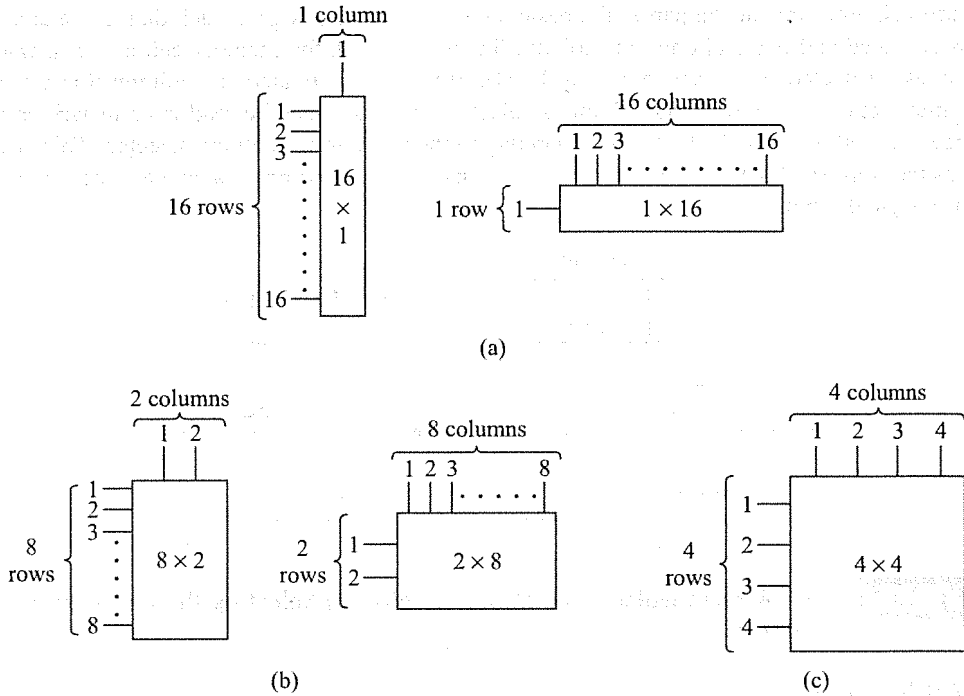 1 column
1
1
2
3
16 rows
16
×
1
16
16 columns
1 2 3 16
1 row
1
1 × 16
(a)
2 columns
1 2
1
2
3
8
rows
8 × 2
8
8 columns
1 2 3 8
2
rows
1
2
2 × 8
(b)
4 columns
1 2 3 4
4
rows
1
2
3
4
4 × 4
(c)